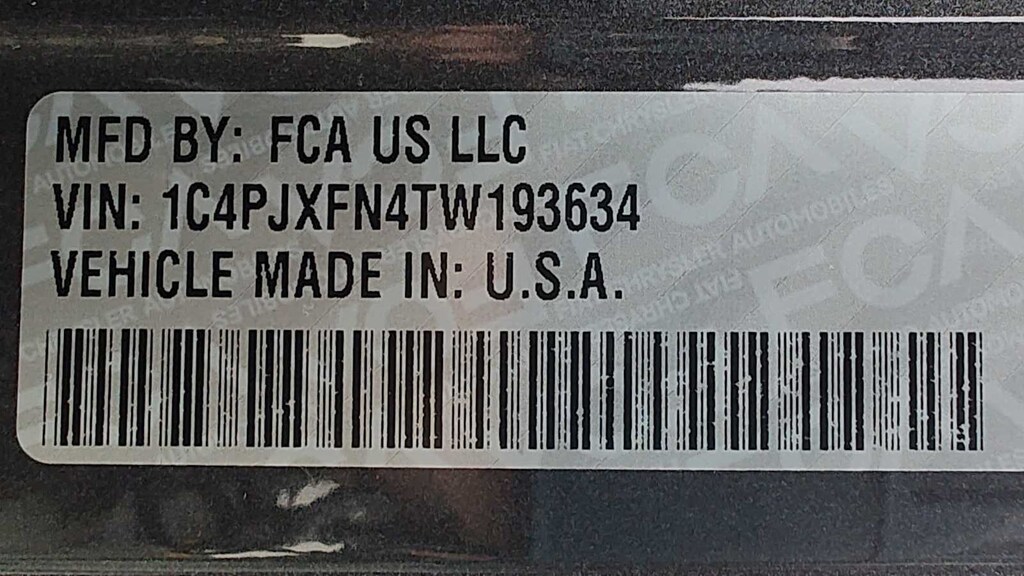 MFD BY: FCA US LLC
VIN: 1C4PJXFN4TW193634
VEHICLE MADE IN: U.S.A.